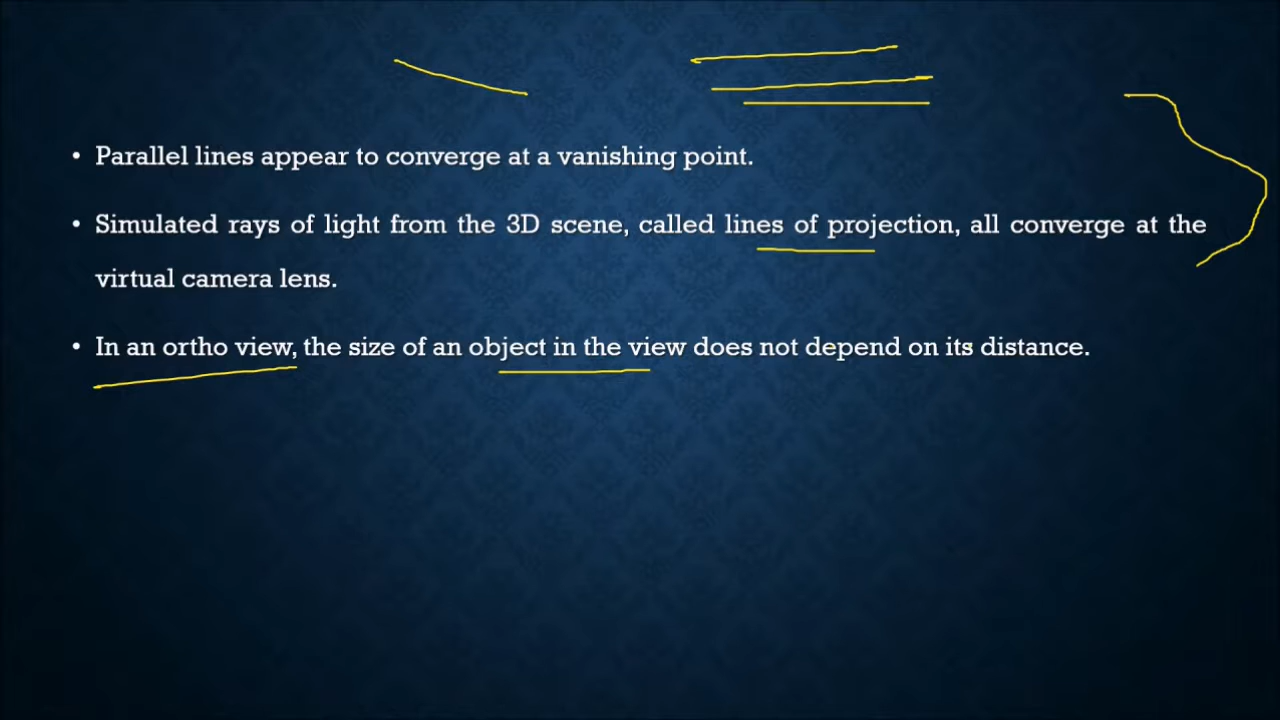 • Parallel lines appear to converge at a vanishing point.
• Simulated rays of light from the 3D scene, called lines of projection, all converge at the
virtual camera lens.
• In an ortho view, the size of an object in the view does not depend on its distance.